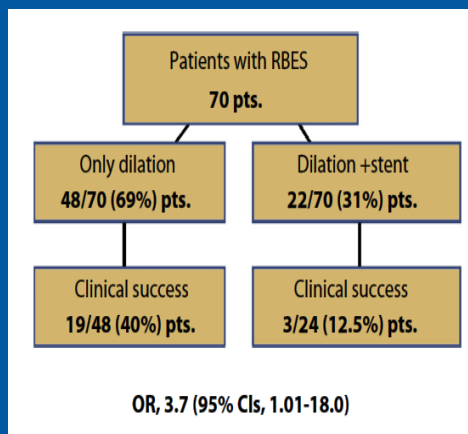 Patients with RBES
70 pts.
Only dilation
48/70 (69%) pts.
Dilation +stent
22/70 (31%) pts.
Clinical success
19/48 (40%) pts.
Clinical success
3/24 (12.5%) pts.
OR, 3.7 (95% CIs, 1.01-18.0)